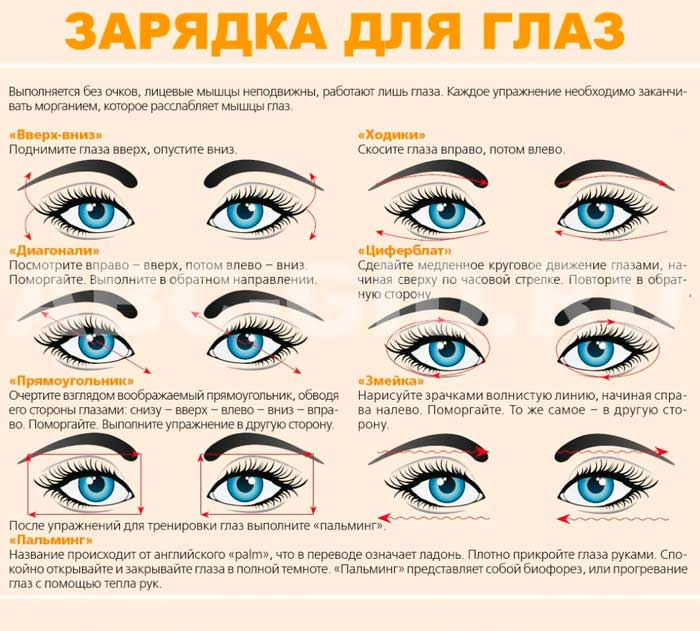 ЗАРЯДКА ДЛЯ ГЛАЗ
Выполняется без очков, лицевые мышцы неподвижны, работают лишь глаза. Каждое упражнение необходимо заканчи-
вать морганием, которое расслабляет мышцы глаз.
«Вверх-вниз»
Поднимите глаза вверх, опустите вниз.
«Диагонали»
Посмотрите вправо – вверх, потом влево – вниз.
Поморгайте. Выполните в обратном направлении.
«Прямоугольник»
Очертите взглядом воображаемый прямоугольник, обводя
его стороны глазами: снизу – вверх – влево – вниз – впра-
во. Поморгайте. Выполните упражнение в другую сторону.
«Ходики»
Скосите глаза вправо, потом влево.
«Циферблат»
Сделайте медленное круговое движение глазами, на-
чиная сверху по часовой стрелке. Повторите в обрат-
ную сторону.
«Змейка»
Нарисуйте зрачками волнистую линию, начиная спра-
ва налево. Поморгайте. То же самое – в другую сто-
рону.
После упражнений для тренировки глаз выполните «пальминг».
«Пальминг»
Название происходит от английского «palm», что в переводе означает ладонь. Плотно прикройте глаза руками. Спо-
койно открывайте и закрывайте глаза в полной темноте. «Пальминг» представляет собой биофорез, или прогревание
глаз с помощью тепла рук.